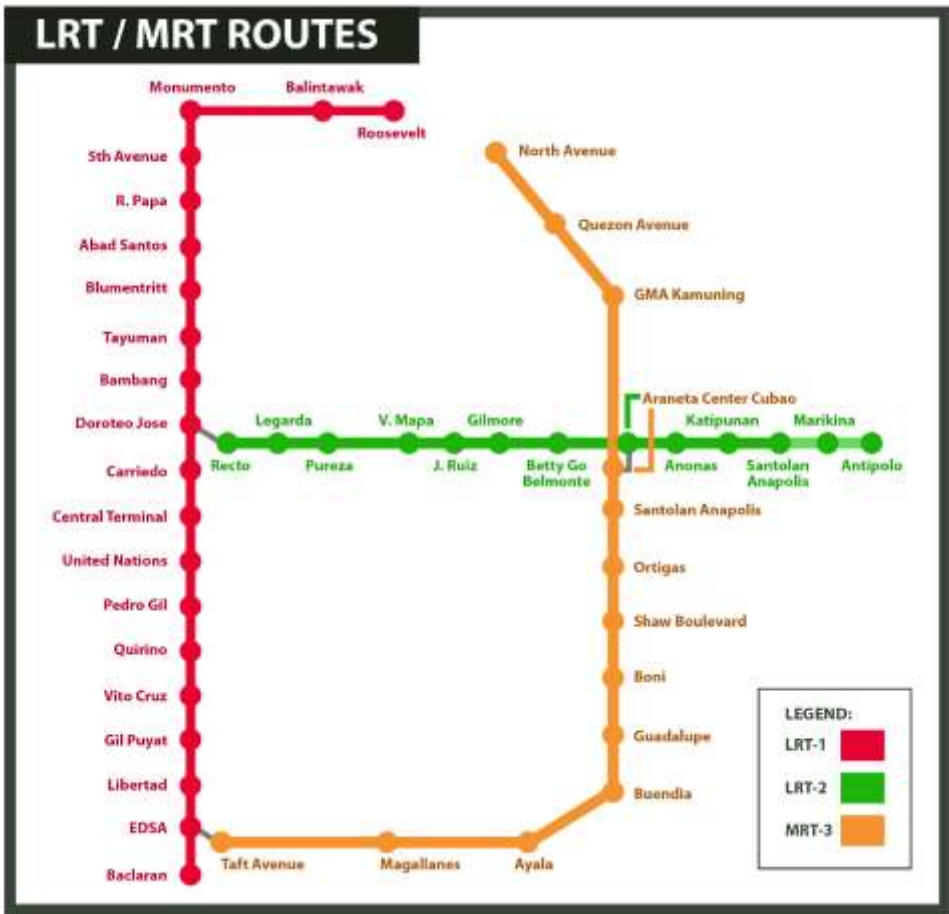 LRT / MRT ROUTES
Monumento
Balintawak
Roosevelt
5th Avenue
R. Papa
Abad Santos
Blumentritt
Tayuman
Bambang
Doroteo Jose
Carriedo
Central Terminal
United Nations
Pedro Gil
Quirino
Vito Cruz
Gil Puyat
Libertad
EDSA
Baclaran
North Avenue
Quezon Avenue
GMA Kamuning
Araneta Center Cubao
Legarda
V. Mapa
Gilmore
Katipunan
Marikina
Recto
Pureza
J. Ruiz
Betty Go
Belmonte
Anonas
Santolan
Anapolis
Antipolo
Santolan Anapolis
Ortigas
Shaw Boulevard
Boni
Guadalupe
Buendia
Taft Avenue
Magallanes
Ayala
LEGEND:
LRT-1
LRT-2
MRT-3